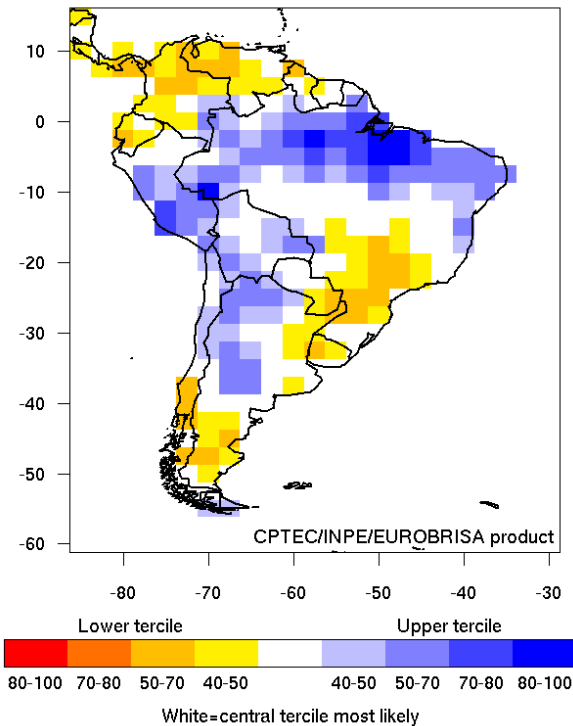 10
0
-10
-20
-30
-40
-50
-60
CPTEC/INPE/EUROBRISA product
-80 -70 -60 -50 -40 -30
Lower tercile Upper tercile
80-100 70-80 50-70 40-50 40-50 50-70 70-80 80-100
White=central tercile most likely